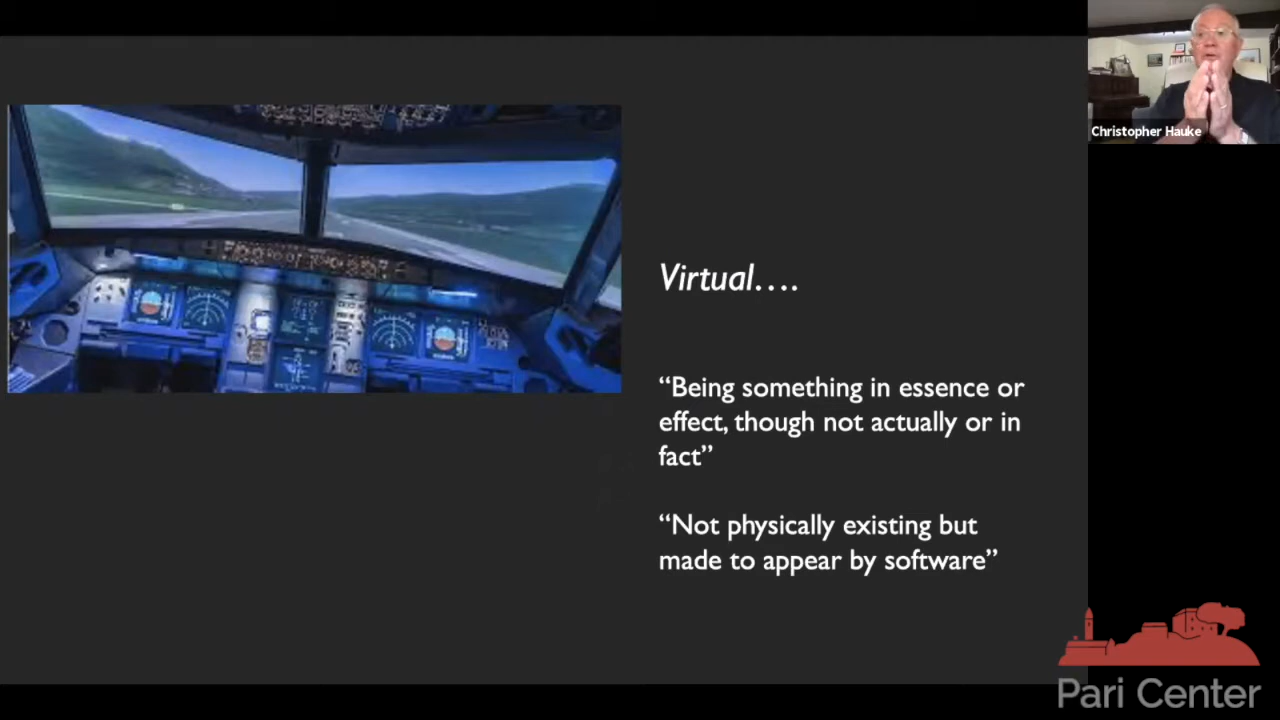 Christopher Hauke
Virtual....
“Being something in essence or
effect, though not actually or in
fact”
“Not physically existing but
made to appear by software”
Pari Center